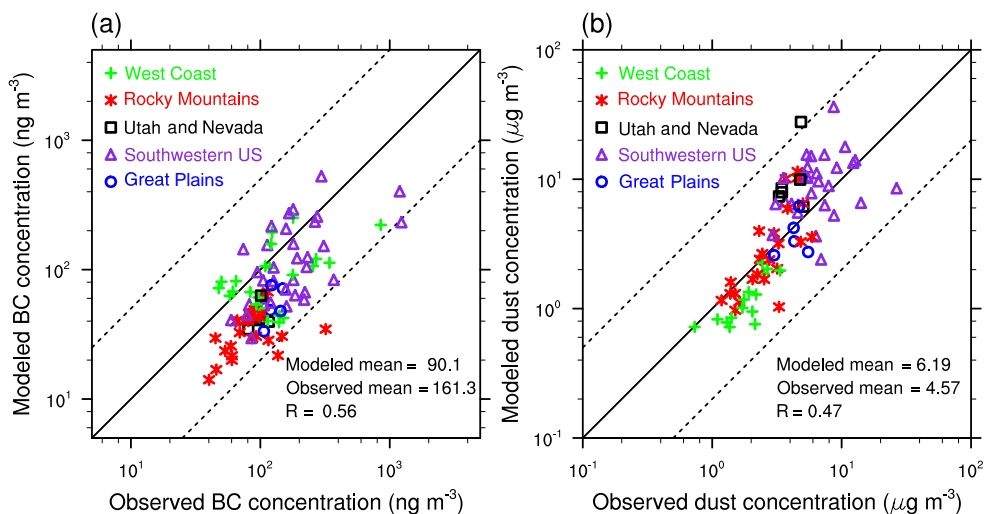 (a)
Modeled BC concentration (ng m-3)
10³
10²
10¹
West Coast
Rocky Mountains
Utah and Nevada
Southwestern US
Great Plains
Modeled mean = 90.1
Observed mean = 161.3
R = 0.56
10¹ 10² 10³
Observed BC concentration (ng m-3)
(b)
Modeled dust concentration (µg m-3)
10²
10¹
10⁰
10-1
West Coast
Rocky Mountains
Utah and Nevada
Southwestern US
Great Plains
Modeled mean = 6.19
Observed mean = 4.57
R = 0.47
10-1 10⁰ 10¹ 10²
Observed dust concentration (µg m-3)